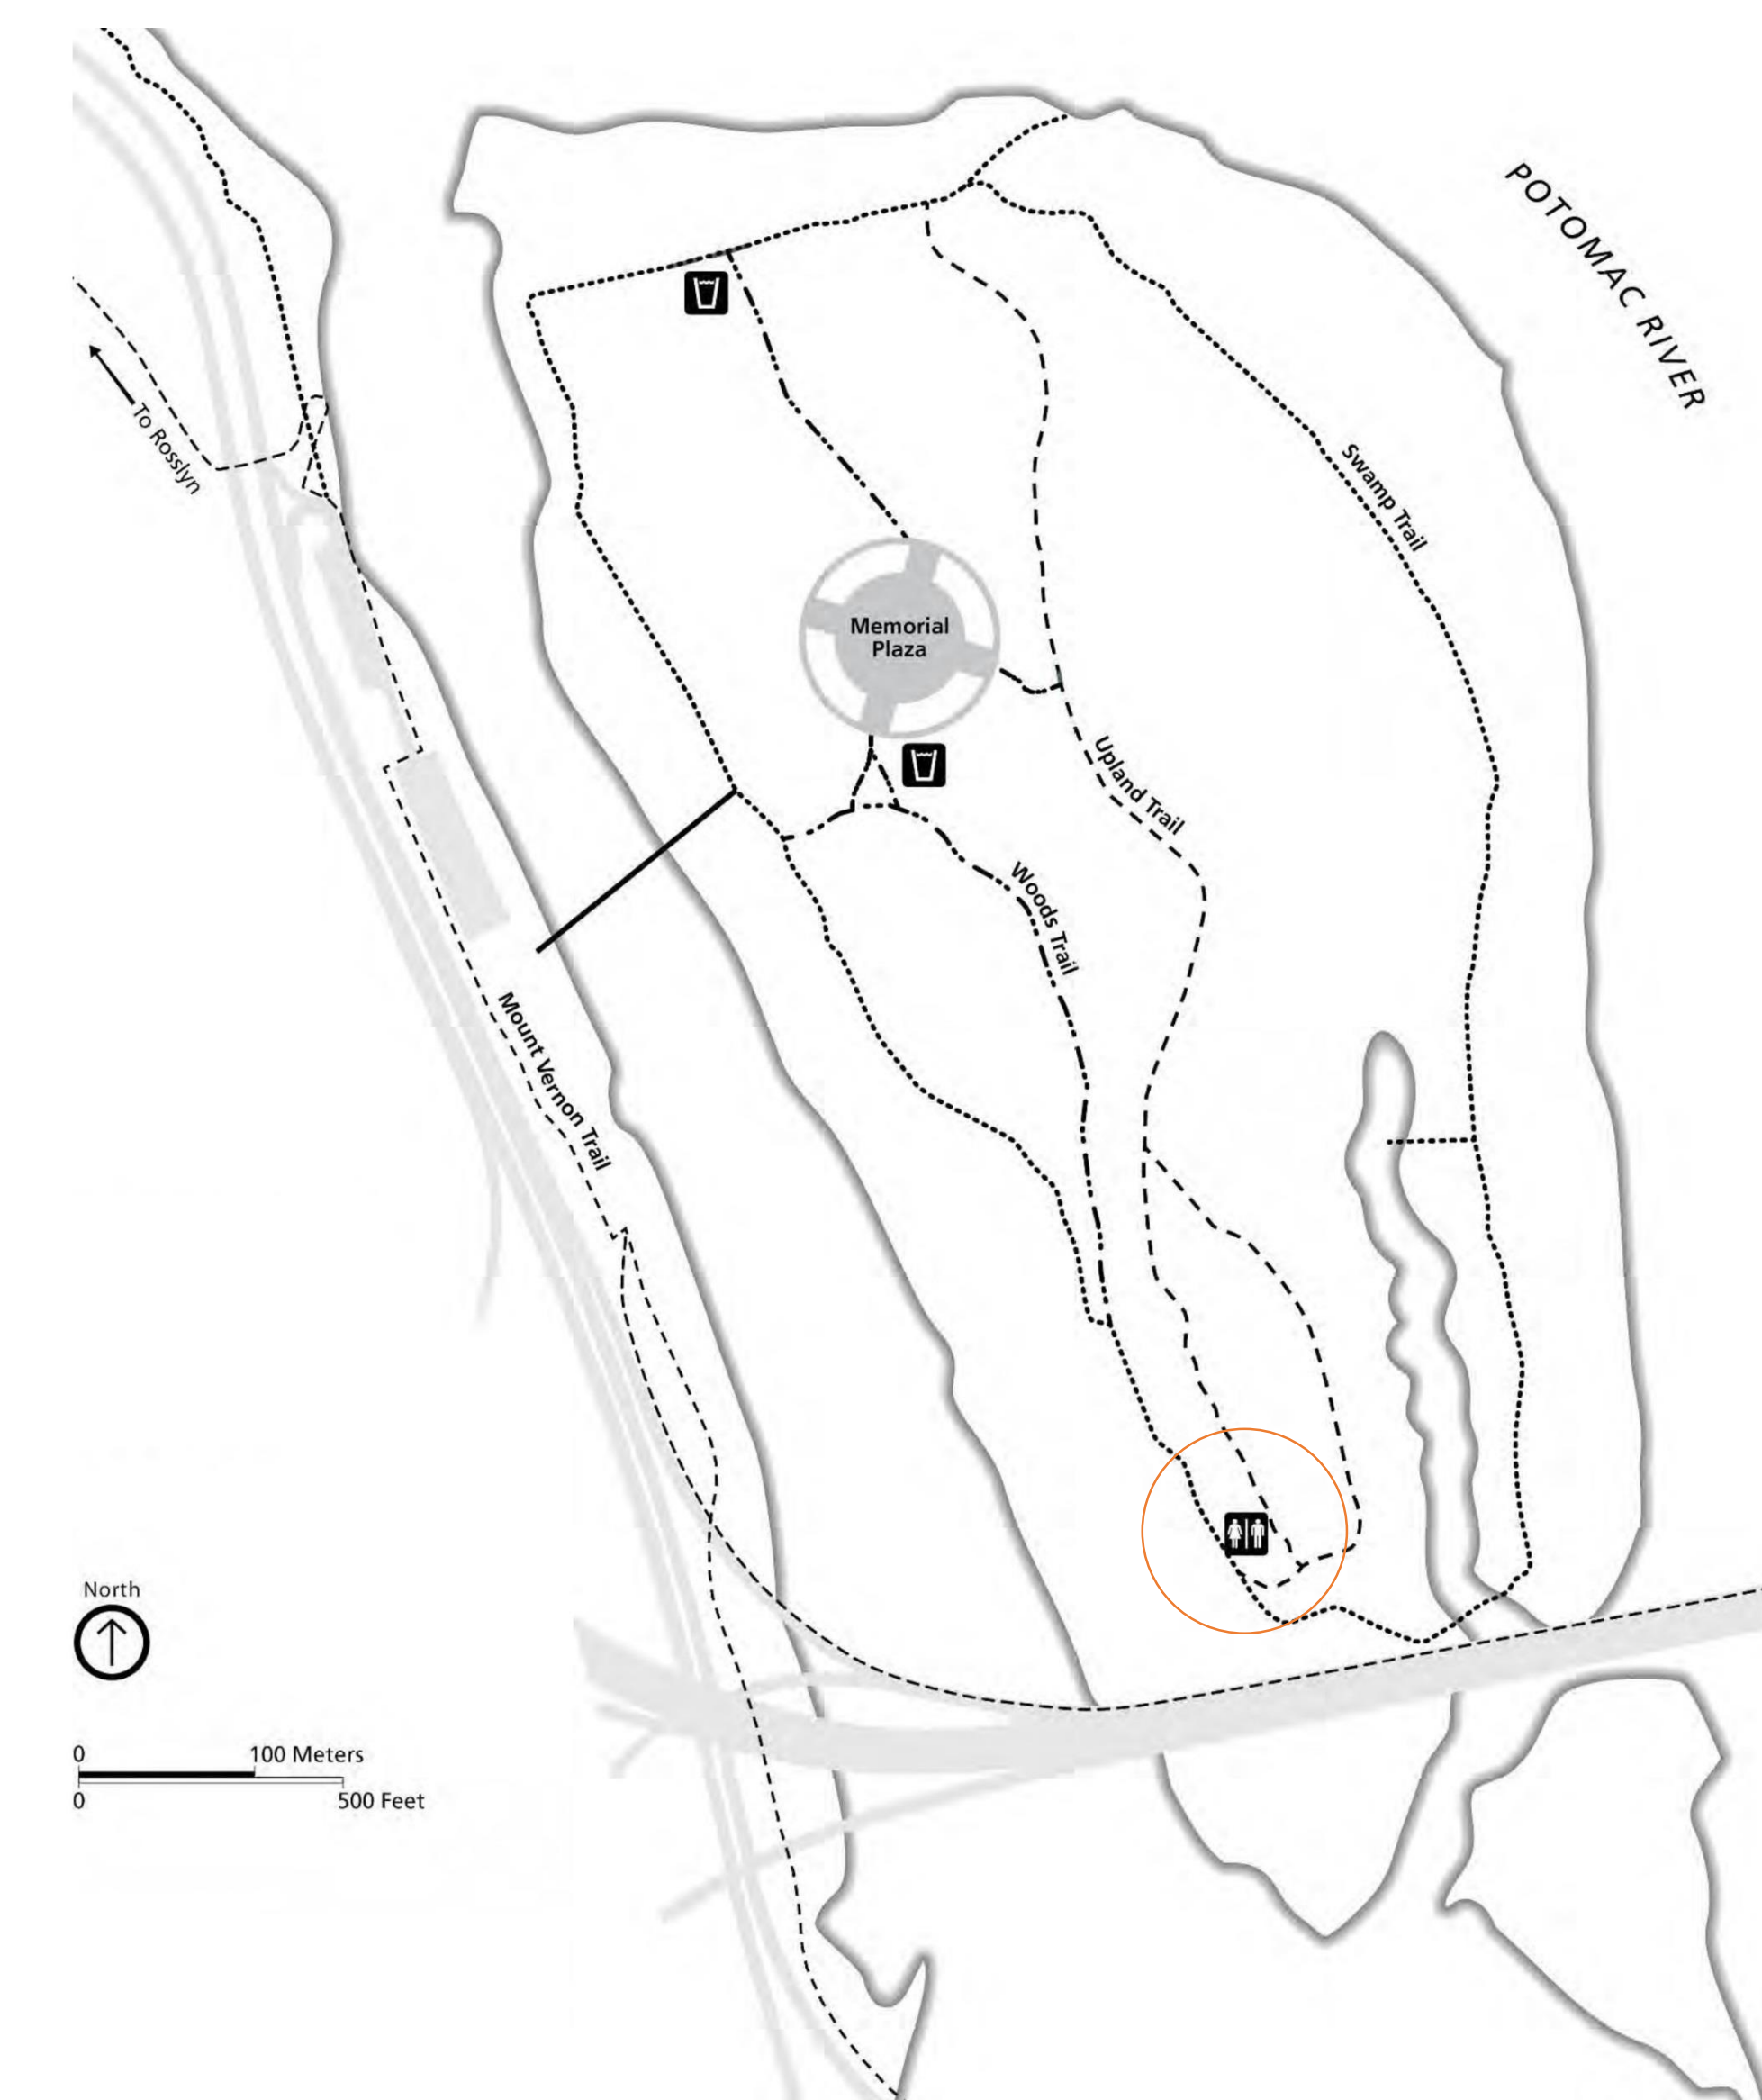 POTOMAC RIVER
To Rosslyn
Swamp Trail
Memorial
Plaza
Upland Trail
Woods Trail
Mount Vernon Trail
North
0
100 Meters
0
500 Feet